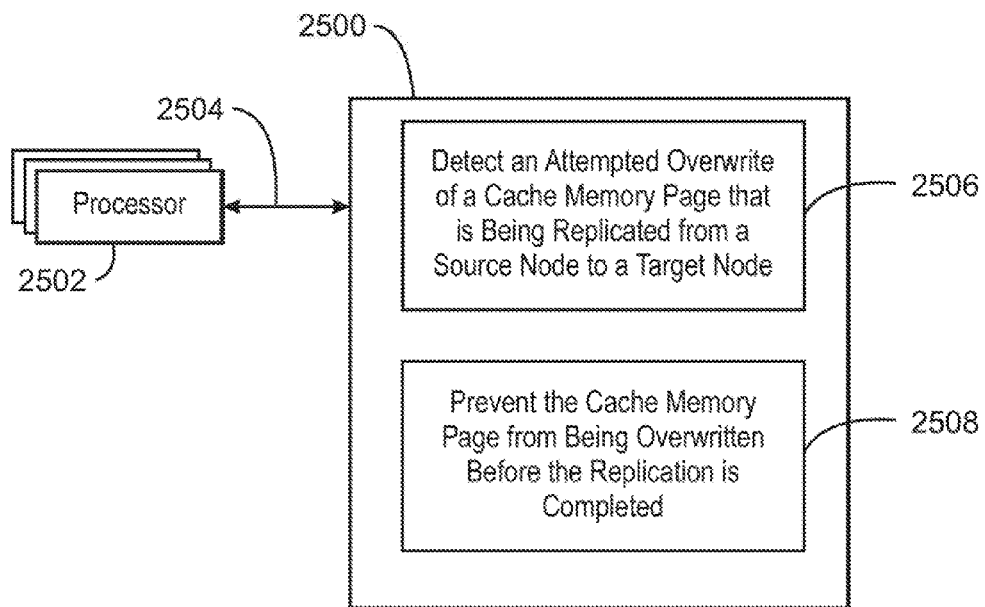 2500
2504
Processor
2502
Detect an Attempted Overwrite
of a Cache Memory Page that
is Being Replicated from a
Source Node to a Target Node
2506
Prevent the Cache Memory
Page from Being Overwritten
Before the Replication is
Completed
2508